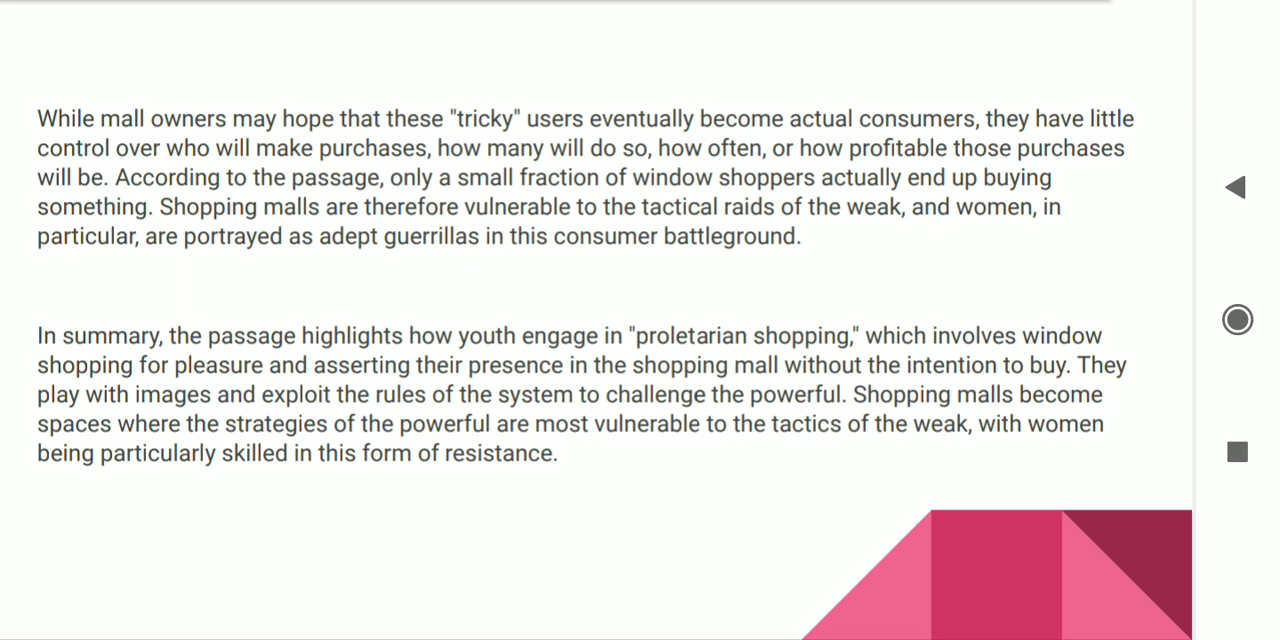 While mall owners may hope that these "tricky" users eventually become actual consumers, they have little
control over who will make purchases, how many will do so, how often, or how profitable those purchases
will be. According to the passage, only a small fraction of window shoppers actually end up buying
something. Shopping malls are therefore vulnerable to the tactical raids of the weak, and women, in
particular, are portrayed as adept guerrillas in this consumer battleground.
In summary, the passage highlights how youth engage in "proletarian shopping," which involves window
shopping for pleasure and asserting their presence in the shopping mall without the intention to buy. They
play with images and exploit the rules of the system to challenge the powerful. Shopping malls become
spaces where the strategies of the powerful are most vulnerable to the tactics of the weak, with women
being particularly skilled in this form of resistance.